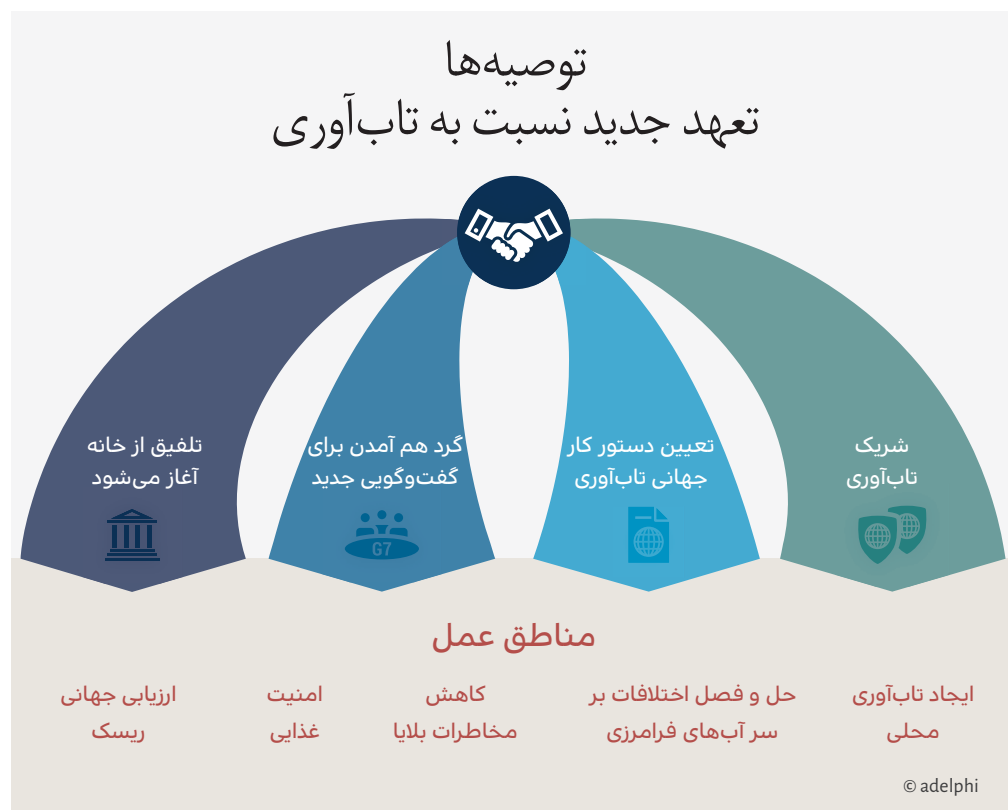 توصیه‌ها
تعهد جدید نسبت به تاب‌آوری
شریک
تاب‌آوری
تعیین دستور کار
جهانی تاب‌آوری
گرد هم آمدن برای
گفت‌وگویی جدید
G7
تلفیق از خانه
آغاز می‌شود
مناطق عمل
ایجاد تاب‌آوری
محلی
حل و فصل اختلافات بر
سر آب‌های فرامرزی
کاهش
مخاطرات بلایا
امنیت
غذایی
ارزیابی جهانی
ریسک
© adelphi